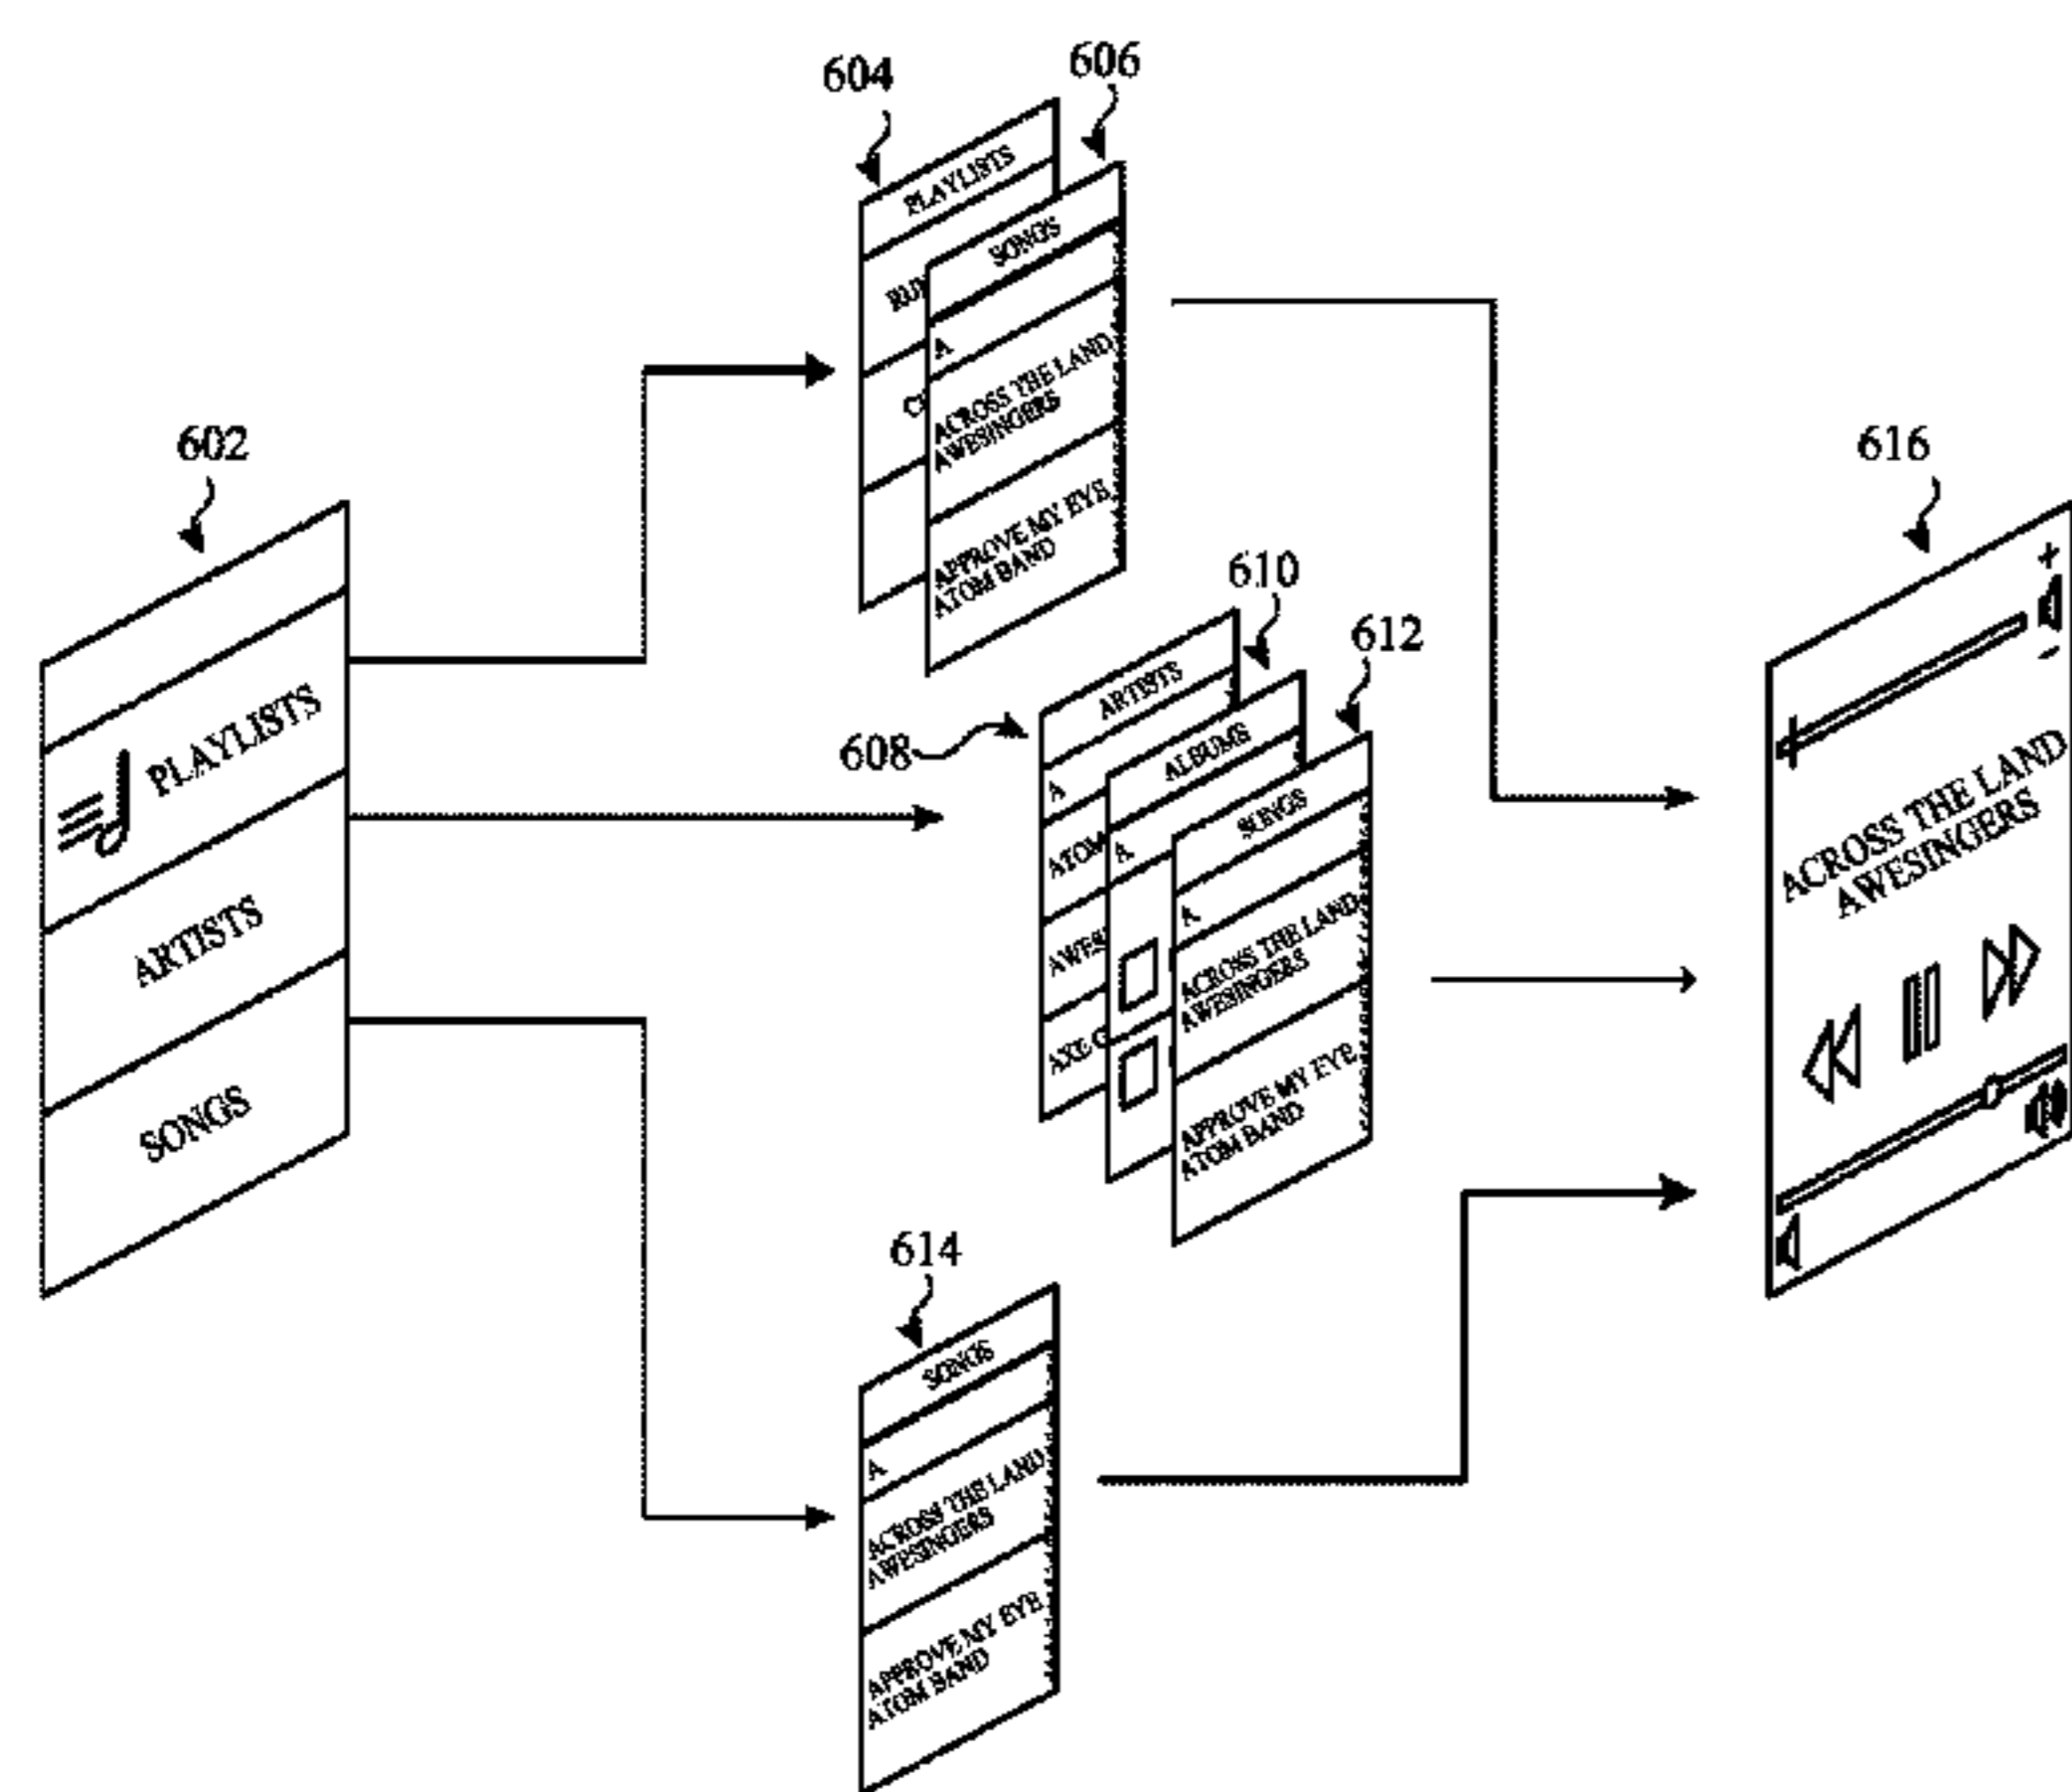 604
606
PLAYLISTS
SONGS
A
ACROSS THE LAND
AWESINGERS
APPROVE MY EYE
ATOM BAND
602
PLAYLISTS
ARTISTS
SONGS
608
610
612
ARTISTS
A
ATOM
AXE
ALBUMS
A
SONGS
A
ACROSS THE LAND
AWESINGERS
APPROVE MY EYE
ATOM BAND
614
SONGS
A
ACROSS THE LAND
AWESINGERS
APPROVE MY EYE
ATOM BAND
616
+
-
ACROSS THE LAND
AWESINGERS